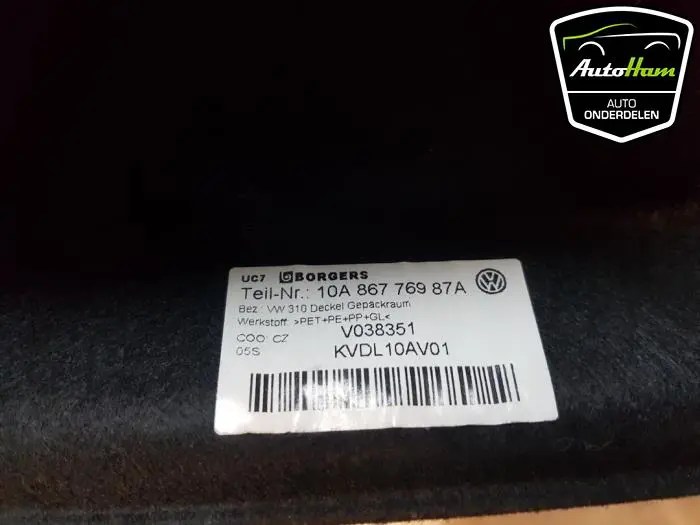 AutoHam
AUTO
ONDERDELEN
UC7 BORGERS
Teil-Nr.: 10A 867 769 87A
Bez.: VW 310 Deckel Gepäckraum
Werkstoff: >PET+PE+PP+GL<
COO: CZ V038351
05S KVDL10AV01